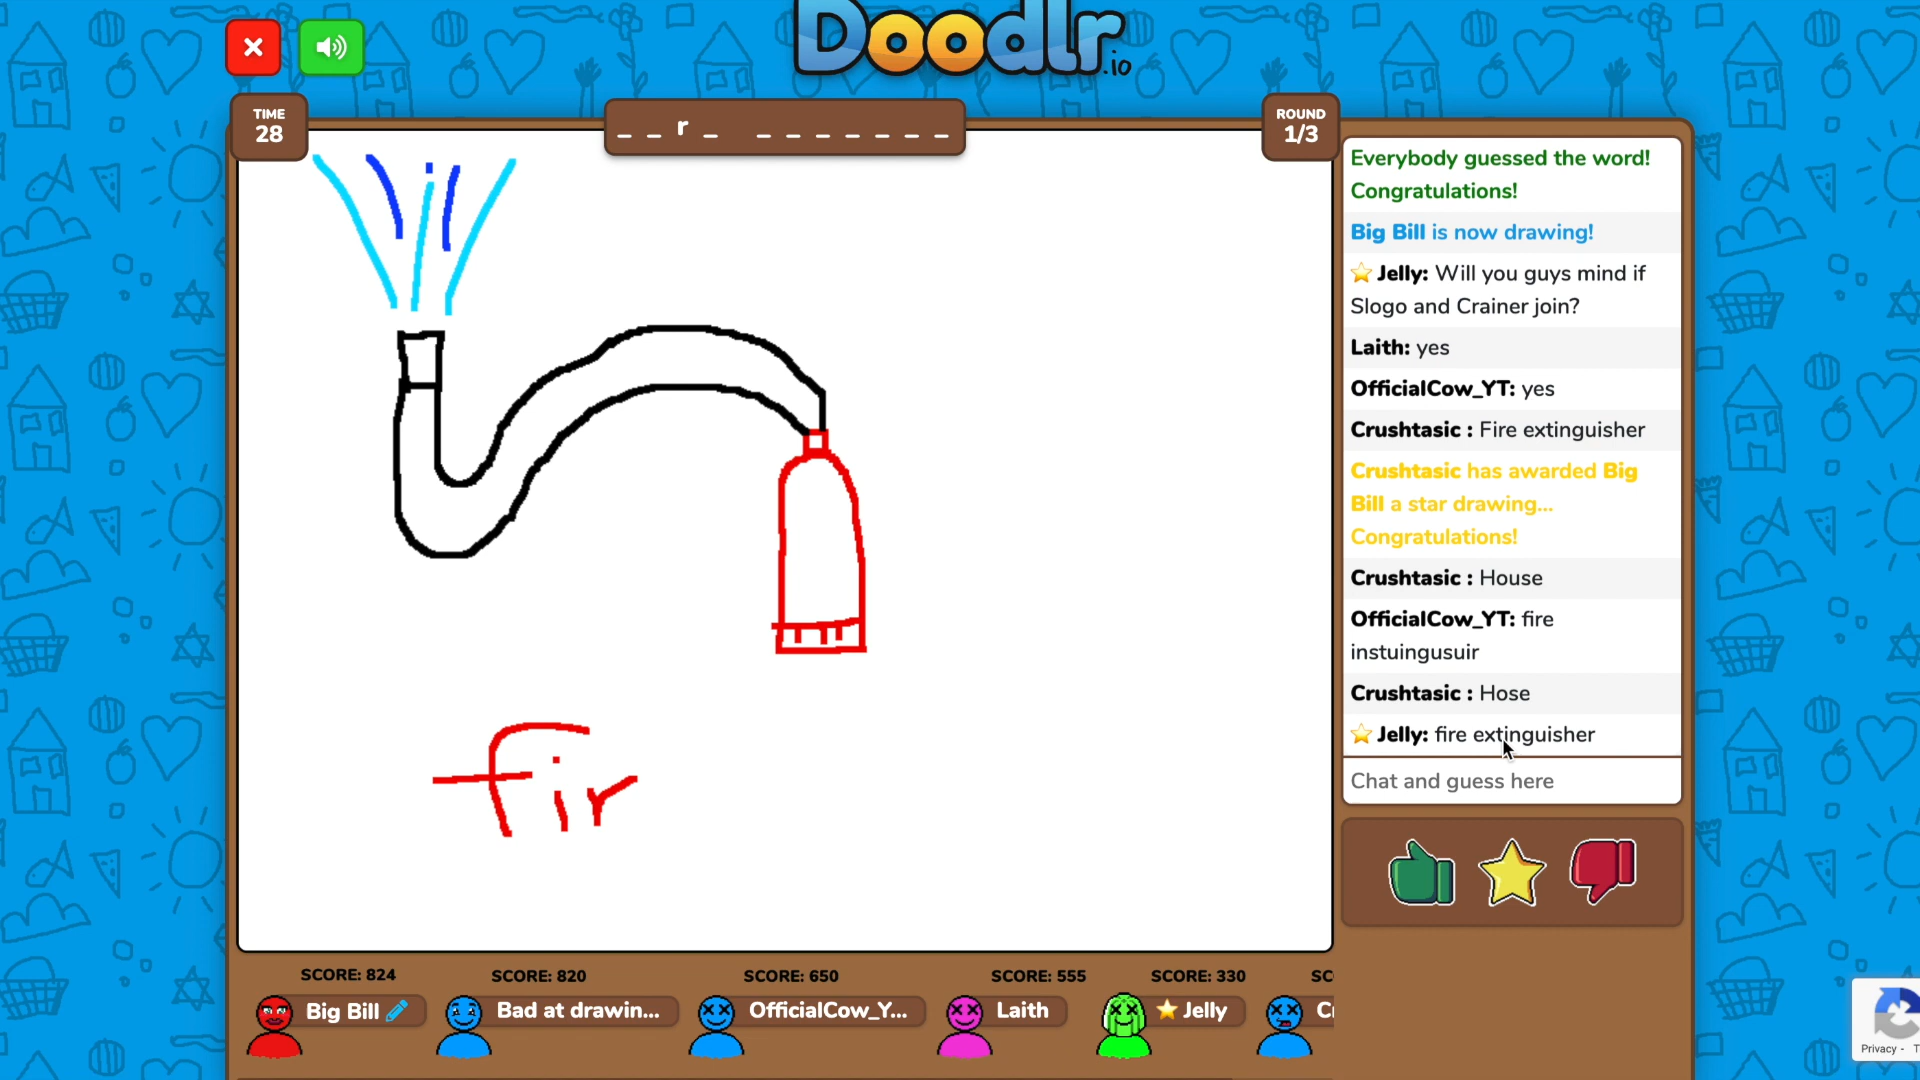 Doodlr.io
TIME
28
_ _ r _ _ _ _ _ _ _ _
ROUND
1/3
Everybody guessed the word!
Congratulations!
Big Bill is now drawing!
Jelly: Will you guys mind if
Slogo and Crainer join?
Laith: yes
OfficialCow_YT: yes
Crushtasic : Fire extinguisher
Crushtasic has awarded Big
Bill a star drawing...
Congratulations!
Crushtasic : House
OfficialCow_YT: fire
instuingusuir
Crushtasic : Hose
Jelly: fire extinguisher
Chat and guess here
fir
SCORE: 824
SCORE: 820
SCORE: 650
SCORE: 555
SCORE: 330
SC
Big Bill
Bad at drawin...
OfficialCow_Y...
Laith
Jelly
Privacy -